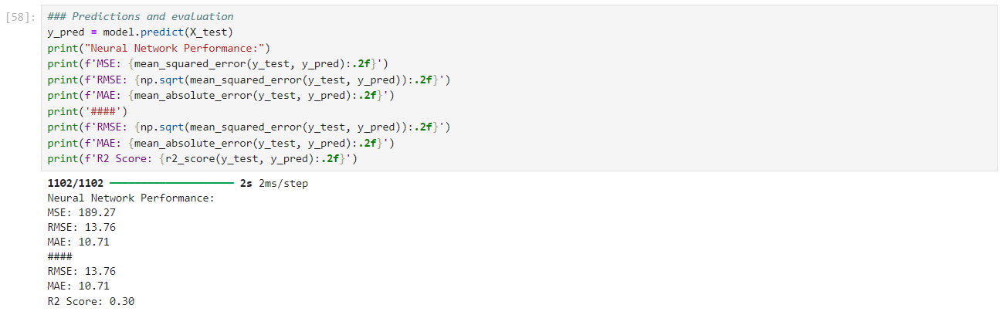 [58]:
### Predictions and evaluation
y_pred = model.predict(X_test)
print("Neural Network Performance:")
print(f'MSE: {mean_squared_error(y_test, y_pred):.2f}')
print(f'RMSE: {np.sqrt(mean_squared_error(y_test, y_pred)):.2f}')
print(f'MAE: {mean_absolute_error(y_test, y_pred):.2f}')
print('####')
print(f'RMSE: {np.sqrt(mean_squared_error(y_test, y_pred)):.2f}')
print(f'MAE: {mean_absolute_error(y_test, y_pred):.2f}')
print(f'R2 Score: {r2_score(y_test, y_pred):.2f}')
1102/1102 ━━━━━━━━━━━━━━━━━━━━ 2s 2ms/step
Neural Network Performance:
MSE: 189.27
RMSE: 13.76
MAE: 10.71
####
RMSE: 13.76
MAE: 10.71
R2 Score: 0.30